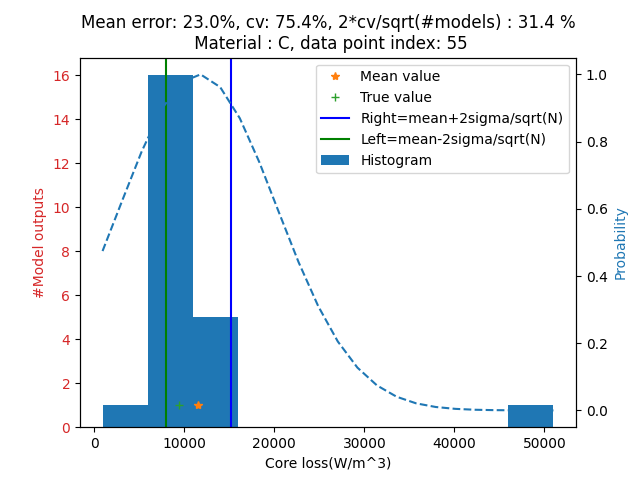 Mean error: 23.0%, cv: 75.4%, 2*cv/sqrt(#models) : 31.4 %
Material : C, data point index: 55
Mean value
True value
Right=mean+2sigma/sqrt(N)
Left=mean-2sigma/sqrt(N)
Histogram
#Model outputs
16
14
12
10
8
6
4
2
0
1.0
0.8
0.6
0.4
0.2
0.0
Probability
0
10000
20000
30000
40000
50000
Core loss(W/m^3)